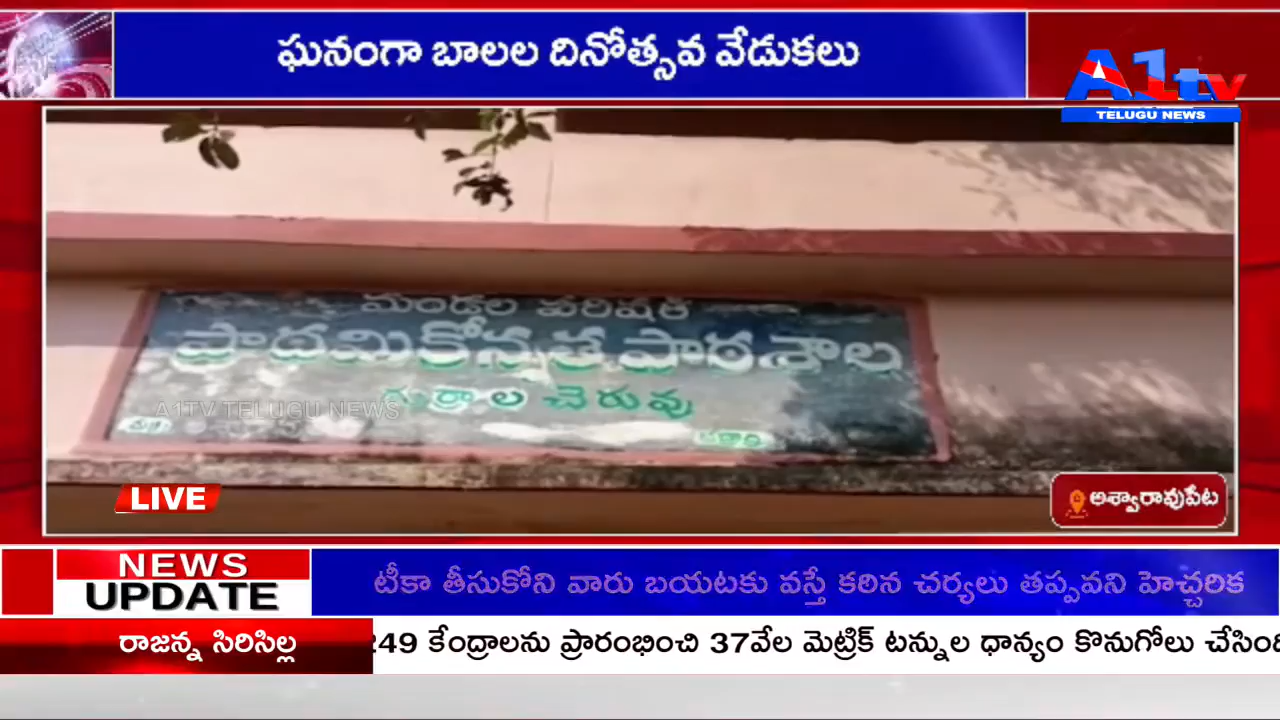 ఘనంగా బాలల దినోత్సవ వేడుకలు
A1tv
TELUGU NEWS
మండల పరిషత్
ప్రాథమికోన్నత పాఠశాల
గుర్రాల చెరువు
A1TV TELUGU NEWS
LIVE
అశ్వారావుపేట
NEWS
UPDATE
టీకా తీసుకోని వారు బయటకు వస్తే కఠిన చర్యలు తప్పవని హెచ్చరిక
రాజన్న సిరిసిల్ల
249 కేంద్రాలను ప్రారంభించి 37వేల మెట్రిక్ టన్నుల ధాన్యం కొనుగోలు